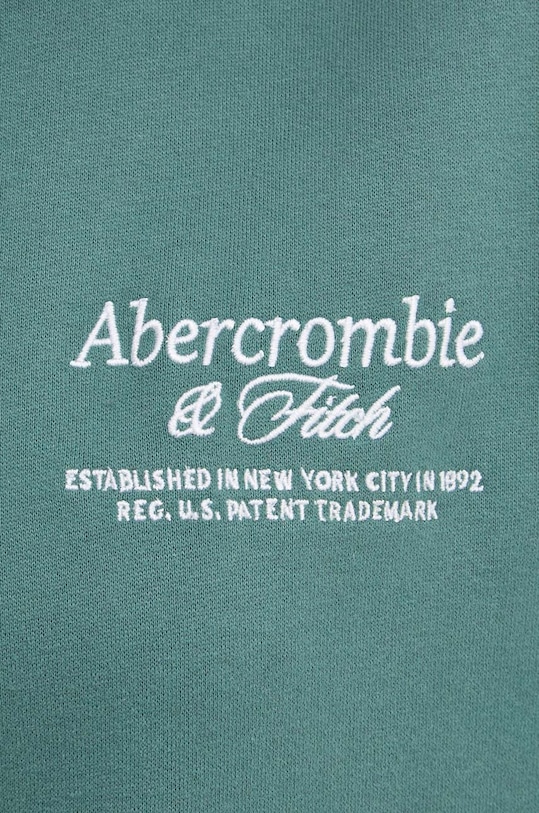 Abercrombie
& Fitch
ESTABLISHED IN NEW YORK CITY IN 1892
REG. U.S. PATENT TRADEMARK